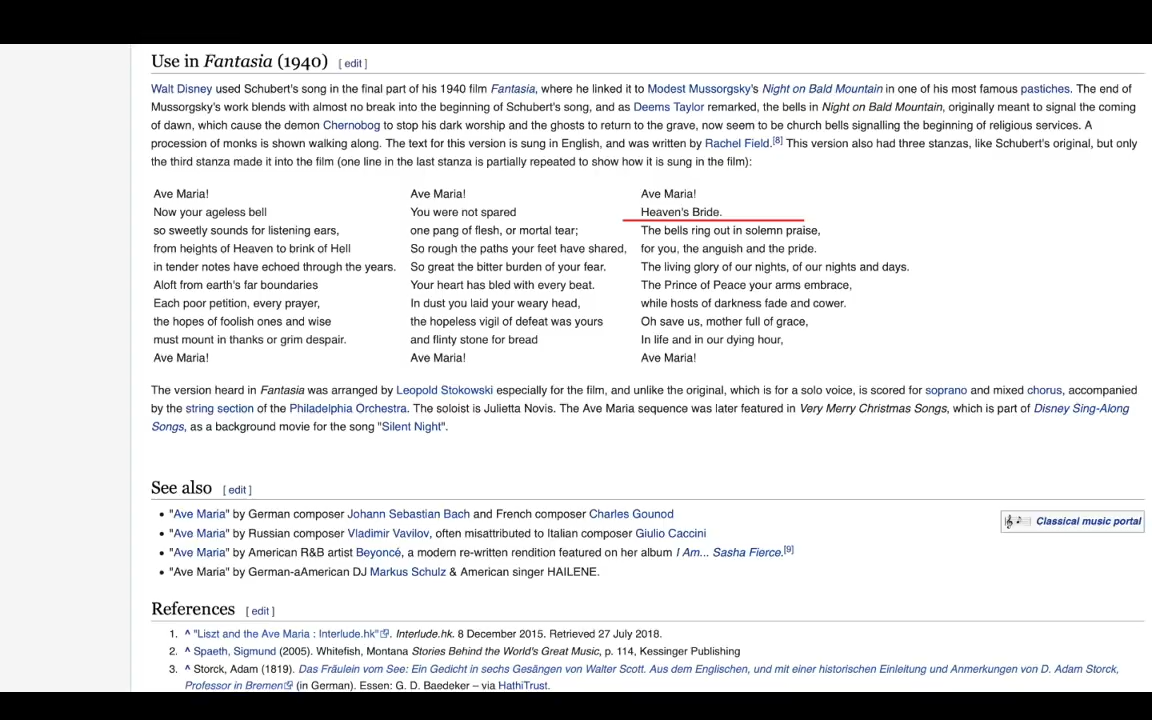 Use in Fantasia (1940) [ edit ]
Walt Disney used Schubert's song in the final part of his 1940 film Fantasia, where he linked it to Modest Mussorgsky's Night on Bald Mountain in one of his most famous pastiches. The end of
Mussorgsky's work blends with almost no break into the beginning of Schubert's song, and as Deems Taylor remarked, the bells in Night on Bald Mountain, originally meant to signal the coming
of dawn, which cause the demon Chernobog to stop his dark worship and the ghosts to return to the grave, now seem to be church bells signalling the beginning of religious services. A
procession of monks is shown walking along. The text for this version is sung in English, and was written by Rachel Field.[8] This version also had three stanzas, like Schubert's original, but only
the third stanza made it into the film (one line in the last stanza is partially repeated to show how it is sung in the film):
Ave Maria!
Now your ageless bell
so sweetly sounds for listening ears,
from heights of Heaven to brink of Hell
in tender notes have echoed through the years.
Aloft from earth's far boundaries
Each poor petition, every prayer,
the hopes of foolish ones and wise
must mount in thanks or grim despair.
Ave Maria!
Ave Maria!
You were not spared
one pang of flesh, or mortal tear;
So rough the paths your feet have shared,
So great the bitter burden of your fear.
Your heart has bled with every beat.
In dust you laid your weary head,
the hopeless vigil of defeat was yours
and flinty stone for bread
Ave Maria!
Ave Maria!
Heaven's Bride.
The bells ring out in solemn praise,
for you, the anguish and the pride.
The living glory of our nights, of our nights and days.
The Prince of Peace your arms embrace,
while hosts of darkness fade and cower.
Oh save us, mother full of grace,
In life and in our dying hour,
Ave Maria!
The version heard in Fantasia was arranged by Leopold Stokowski especially for the film, and unlike the original, which is for a solo voice, is scored for soprano and mixed chorus, accompanied
by the string section of the Philadelphia Orchestra. The soloist is Julietta Novis. The Ave Maria sequence was later featured in Very Merry Christmas Songs, which is part of Disney Sing-Along
Songs, as a background movie for the song "Silent Night".
See also [ edit ]
• "Ave Maria" by German composer Johann Sebastian Bach and French composer Charles Gounod
• "Ave Maria" by Russian composer Vladimir Vavilov, often misattributed to Italian composer Giulio Caccini
• "Ave Maria" by American R&B artist Beyoncé, a modern re-written rendition featured on her album I Am... Sasha Fierce.[9]
• "Ave Maria" by German-aAmerican DJ Markus Schulz & American singer HAILENE.
Classical music portal
References [ edit ]
1. ^ "Liszt and the Ave Maria : Interlude.hk". Interlude.hk. 8 December 2015. Retrieved 27 July 2018.
2. ^ Spaeth, Sigmund (2005). Whitefish, Montana Stories Behind the World's Great Music, p. 114, Kessinger Publishing
3. ^ Storck, Adam (1819). Das Fräulein vom See: Ein Gedicht in sechs Gesängen von Walter Scott. Aus dem Englischen, und mit einer historischen Einleitung und Anmerkungen von D. Adam Storck,
Professor in Bremen (in German). Essen: G. D. Baedeker – via HathiTrust.